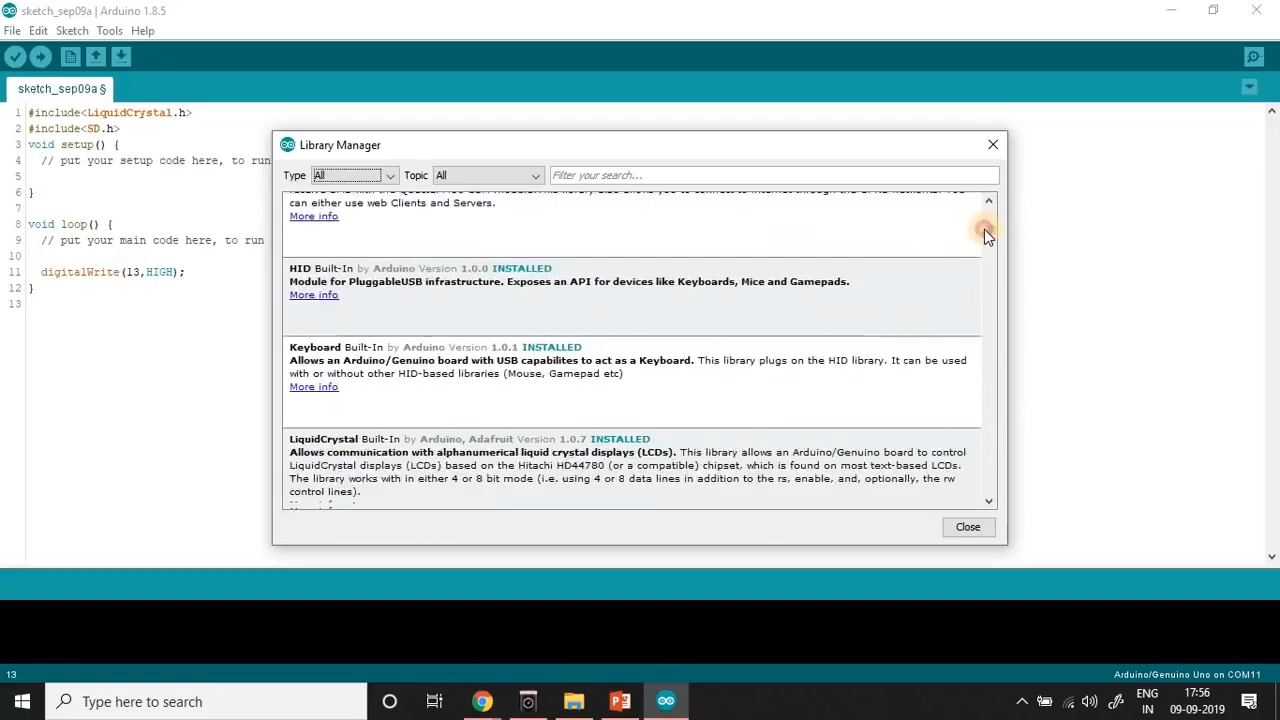 sketch_sep09a | Arduino 1.8.5
File Edit Sketch Tools Help
sketch_sep09a §
1 #include<LiquidCrystal.h>
2 #include<SD.h>
3 void setup() {
4 // put your setup code here, to run
5
6 }
7
8 void loop() {
9 // put your main code here, to run
10
11 digitalWrite(13,HIGH);
12 }
13
Library Manager
Type All Topic All Filter your search...
can either use web Clients and Servers.
More info
HID Built-In by Arduino Version 1.0.0 INSTALLED
Module for PluggableUSB infrastructure. Exposes an API for devices like Keyboards, Mice and Gamepads.
More info
Keyboard Built-In by Arduino Version 1.0.1 INSTALLED
Allows an Arduino/Genuino board with USB capabilites to act as a Keyboard. This library plugs on the HID library. It can be used
with or without other HID-based libraries (Mouse, Gamepad etc)
More info
LiquidCrystal Built-In by Arduino, Adafruit Version 1.0.7 INSTALLED
Allows communication with alphanumerical liquid crystal displays (LCDs). This library allows an Arduino/Genuino board to control
LiquidCrystal displays (LCDs) based on the Hitachi HD44780 (or a compatible) chipset, which is found on most text-based LCDs.
The library works with in either 4 or 8 bit mode (i.e. using 4 or 8 data lines in addition to the rs, enable, and, optionally, the rw
control lines).
Close
13
Arduino/Genuino Uno on COM11
Type here to search
ENG
IN
17:56
09-09-2019